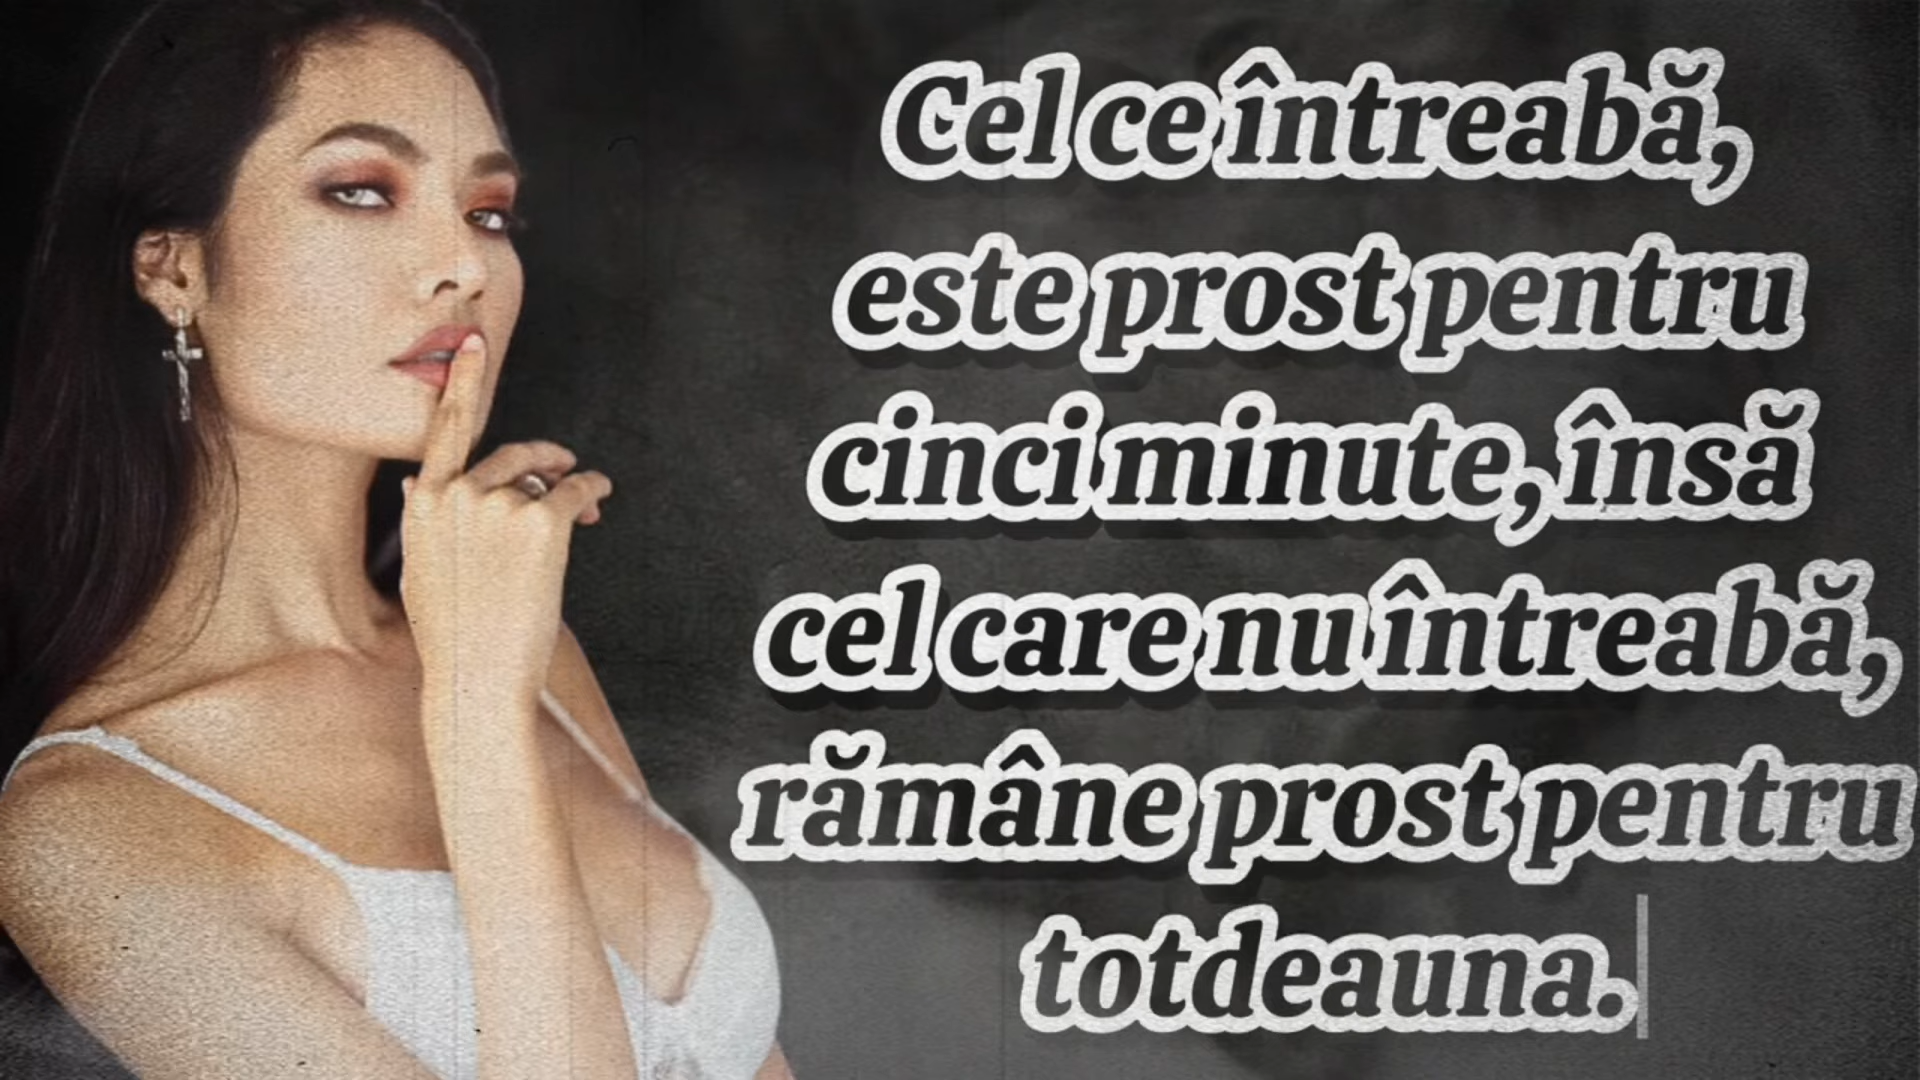 Cel ce întreabă,
este prost pentru
cinci minute, însă
cel care nu întreabă,
rămâne prost pentru
totdeauna.